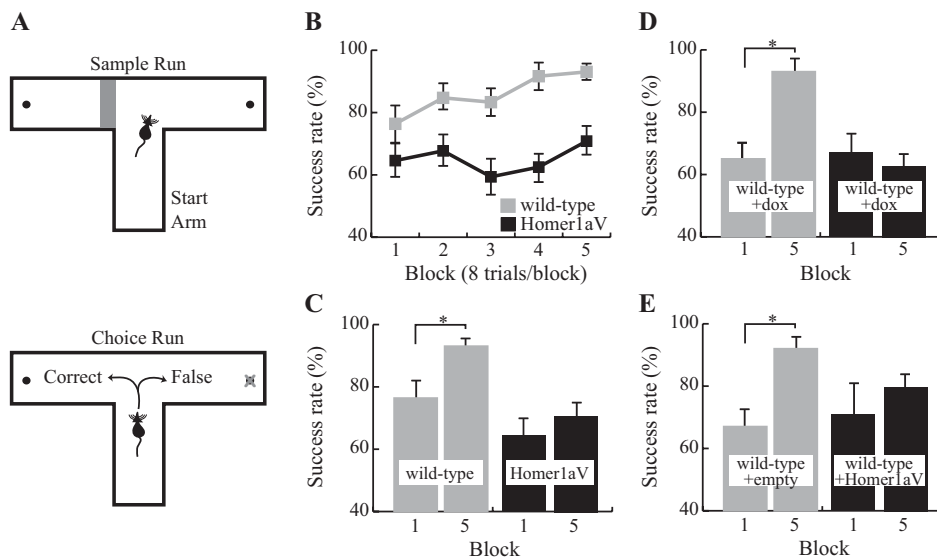 A
Sample Run
Start
Arm
Choice Run
Correct
False
B
Success rate (%)
100
80
60
40
wild-type
Homer1aV
1 2 3 4 5
Block (8 trials/block)
C
Success rate (%)
100
80
60
40
*
wild-type
Homer1aV
1 5 1 5
Block
D
Success rate (%)
100
80
60
40
*
wild-type
+dox
wild-type
+dox
1 5 1 5
Block
E
Success rate (%)
100
80
60
40
*
wild-type
+empty
wild-type
+Homer1aV
1 5 1 5
Block